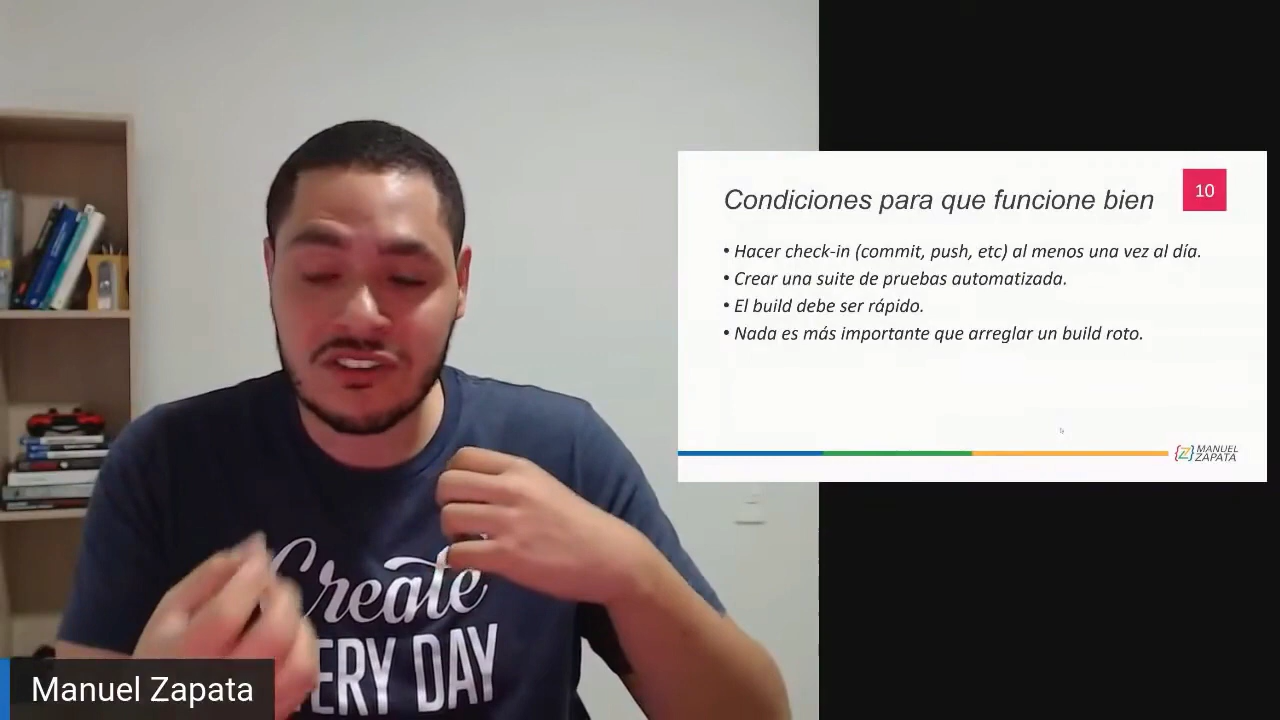 Condiciones para que funcione bien
10
• Hacer check-in (commit, push, etc) al menos una vez al día.
• Crear una suite de pruebas automatizada.
• El build debe ser rápido.
• Nada es más importante que arreglar un build roto.
{Z} MANUEL
ZAPATA
Create
ERY DAY
Manuel Zapata